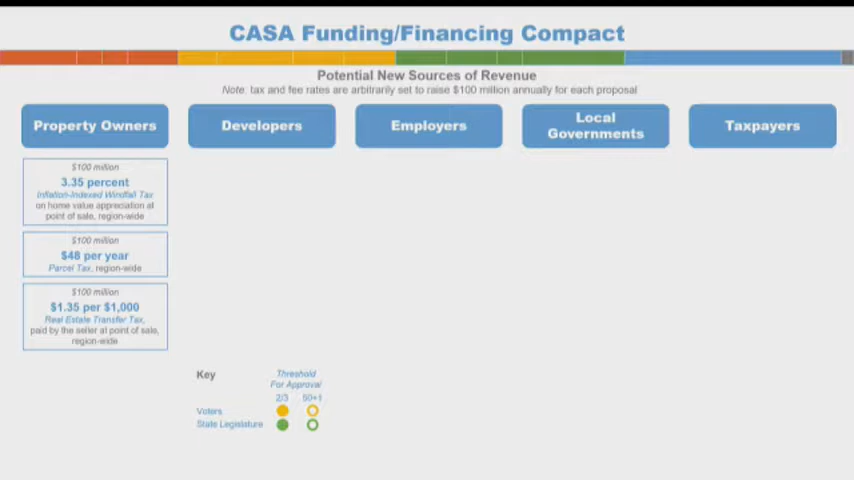 CASA Funding/Financing Compact
Potential New Sources of Revenue
Note: tax and fee rates are arbitrarily set to raise $100 million annually for each proposal
Property Owners
Developers
Employers
Local
Governments
Taxpayers
$100 million
3.35 percent
Inflation-Indexed Windfall Tax
on home value appreciation at
point of sale, region-wide
$100 million
$48 per year
Parcel Tax, region-wide
$100 million
$1.35 per $1,000
Real Estate Transfer Tax,
paid by the seller at point of sale,
region-wide
Key
Threshold
For Approval
2/3 50+1
Voters
State Legislature